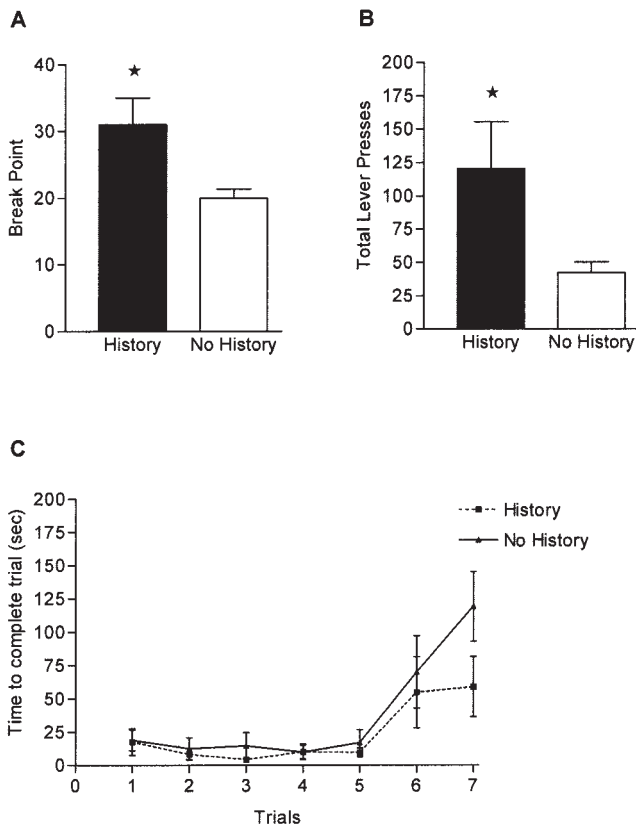 A
Break Point
40
30
20
10
0
★
History
No History
B
Total Lever Presses
200
175
150
125
100
75
50
25
0
★
History
No History
C
Time to complete trial (sec)
200
175
150
125
100
75
50
25
0
0
1
2
3
4
5
6
7
Trials
History
No History